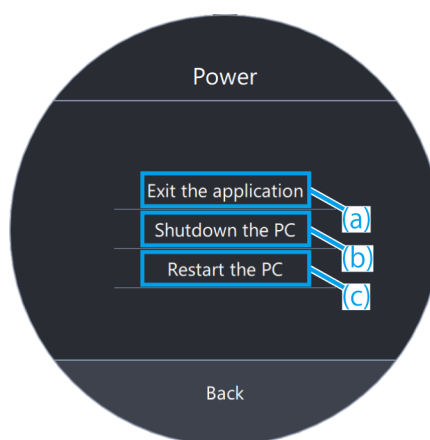 Power
Exit the application
(a)
Shutdown the PC
(b)
Restart the PC
(c)
Back